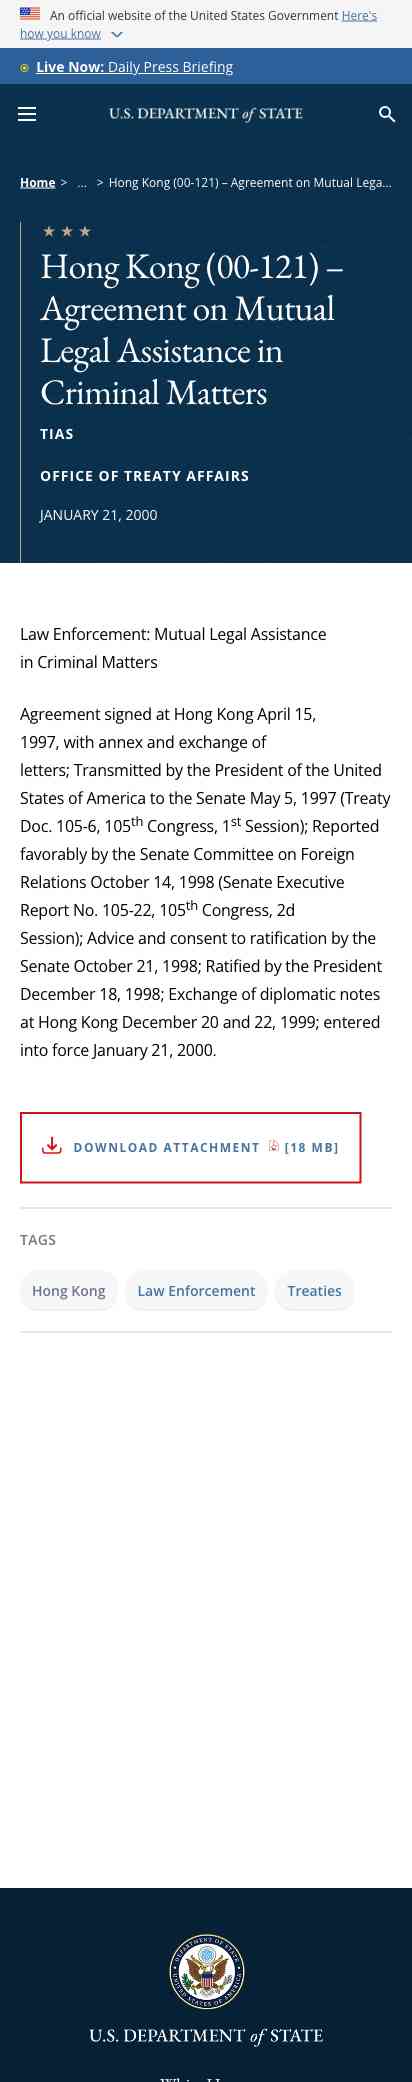 An official website of the United States Government Here's
how you know
Live Now: Daily Press Briefing
U.S. DEPARTMENT of STATE
Home > ... > Hong Kong (00-121) – Agreement on Mutual Lega...
Hong Kong (00-121) –
Agreement on Mutual
Legal Assistance in
Criminal Matters
TIAS
OFFICE OF TREATY AFFAIRS
JANUARY 21, 2000
Law Enforcement: Mutual Legal Assistance
in Criminal Matters
Agreement signed at Hong Kong April 15,
1997, with annex and exchange of
letters; Transmitted by the President of the United
States of America to the Senate May 5, 1997 (Treaty
Doc. 105-6, 105th Congress, 1st Session); Reported
favorably by the Senate Committee on Foreign
Relations October 14, 1998 (Senate Executive
Report No. 105-22, 105th Congress, 2d
Session); Advice and consent to ratification by the
Senate October 21, 1998; Ratified by the President
December 18, 1998; Exchange of diplomatic notes
at Hong Kong December 20 and 22, 1999; entered
into force January 21, 2000.
DOWNLOAD ATTACHMENT [18 MB]
TAGS
Hong Kong Law Enforcement Treaties
DEPARTMENT OF STATE
UNITED STATES OF AMERICA
U.S. DEPARTMENT of STATE